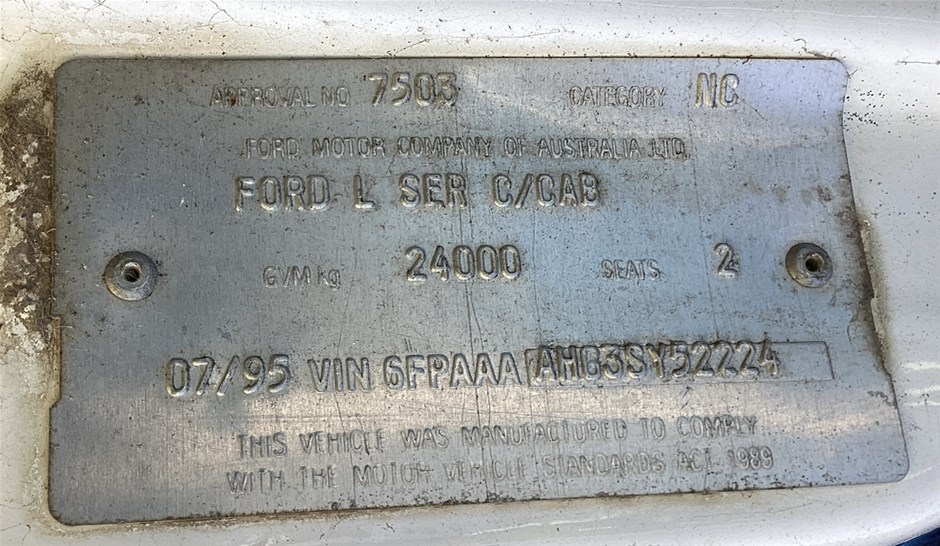 APPROVAL NO 7503 CATEGORY NC
FORD MOTOR COMPANY OF AUSTRALIA LTD.
FORD L SER C/CAB
GVM kg 24000 SEATS 2
07/95 VIN 6FPAAAAHG3SY52224
THIS VEHICLE WAS MANUFACTURED TO COMPLY
WITH THE MOTOR VEHICLE STANDARDS ACT 1989